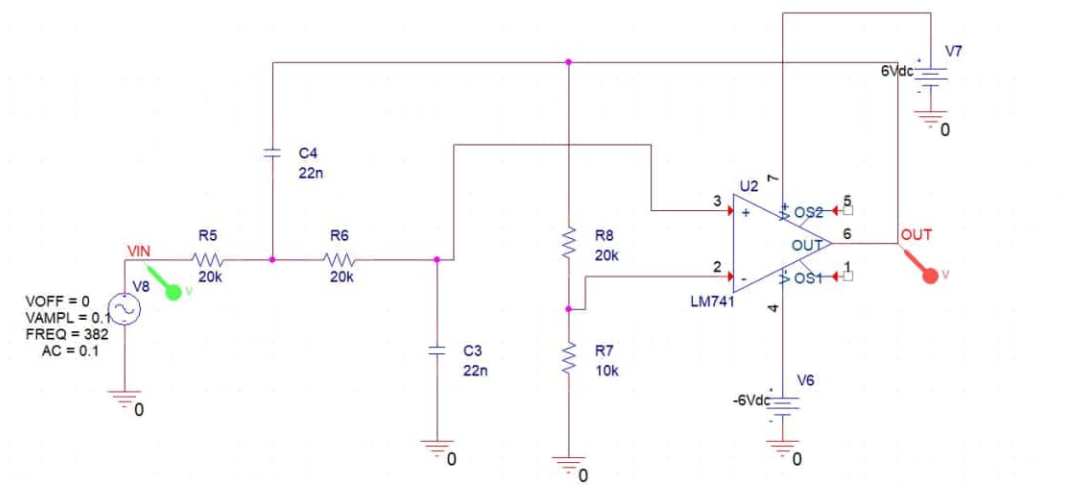 V7
6Vdc
0
C4
22n
7
U2
3
+
V+
OS2
5
R8
20k
6
OUT
OUT
V
VIN
R5
20k
R6
20k
2
-
V-
OS1
1
LM741
V8
V
VOFF = 0
VAMPL = 0.1
FREQ = 382
AC = 0.1
4
C3
22n
R7
10k
V6
-6Vdc
0
0
0
0